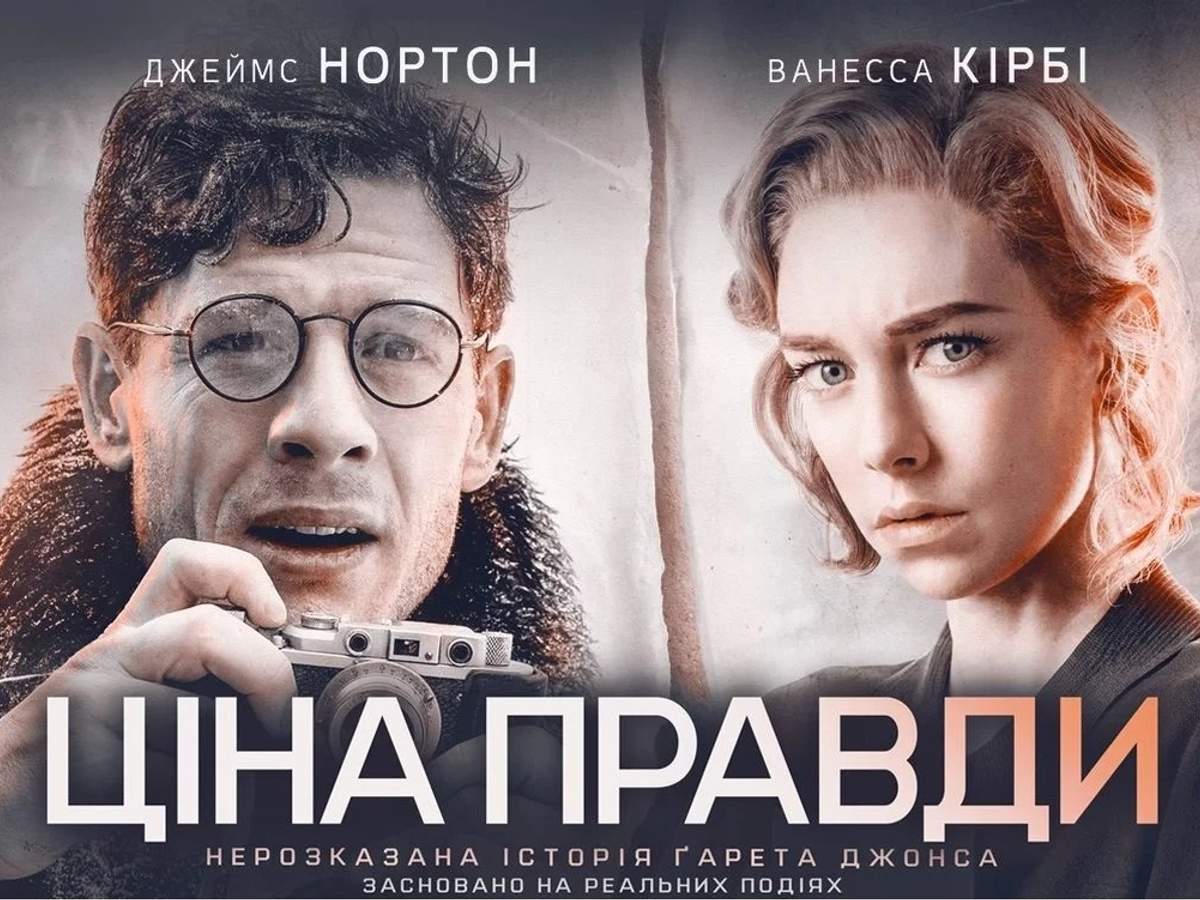 ДЖЕЙМС НОРТОН
ВАНЕССА КІРБІ
ЦІНА ПРАВДИ
НЕРОЗКАЗАНА ІСТОРІЯ ҐАРЕТА ДЖОНСА
ЗАСНОВАНО НА РЕАЛЬНИХ ПОДІЯХ